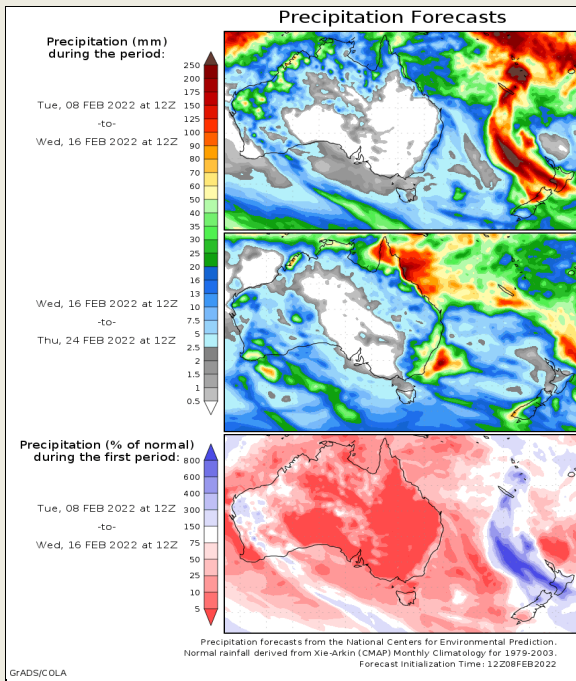 Precipitation Forecasts
Precipitation (mm)
during the period:
Tue, 08 FEB 2022 at 12Z
-to-
Wed, 16 FEB 2022 at 12Z
250
200
175
150
125
100
90
80
70
60
50
40
35
30
25
20
16
13
10
7.5
5
2.5
2
1.5
1
0.5
Wed, 16 FEB 2022 at 12Z
-to-
Thu, 24 FEB 2022 at 12Z
Precipitation (% of normal)
during the first period:
Tue, 08 FEB 2022 at 12Z
-to-
Wed, 16 FEB 2022 at 12Z
800
600
400
300
150
75
50
25
10
5
Precipitation forecasts from the National Centers for Environmental Prediction.
Normal rainfall derived from Xie-Arkin (CMAP) Monthly Climatology for 1979-2003.
Forecast Initialization Time: 12Z08FEB2022
GrADS/COLA